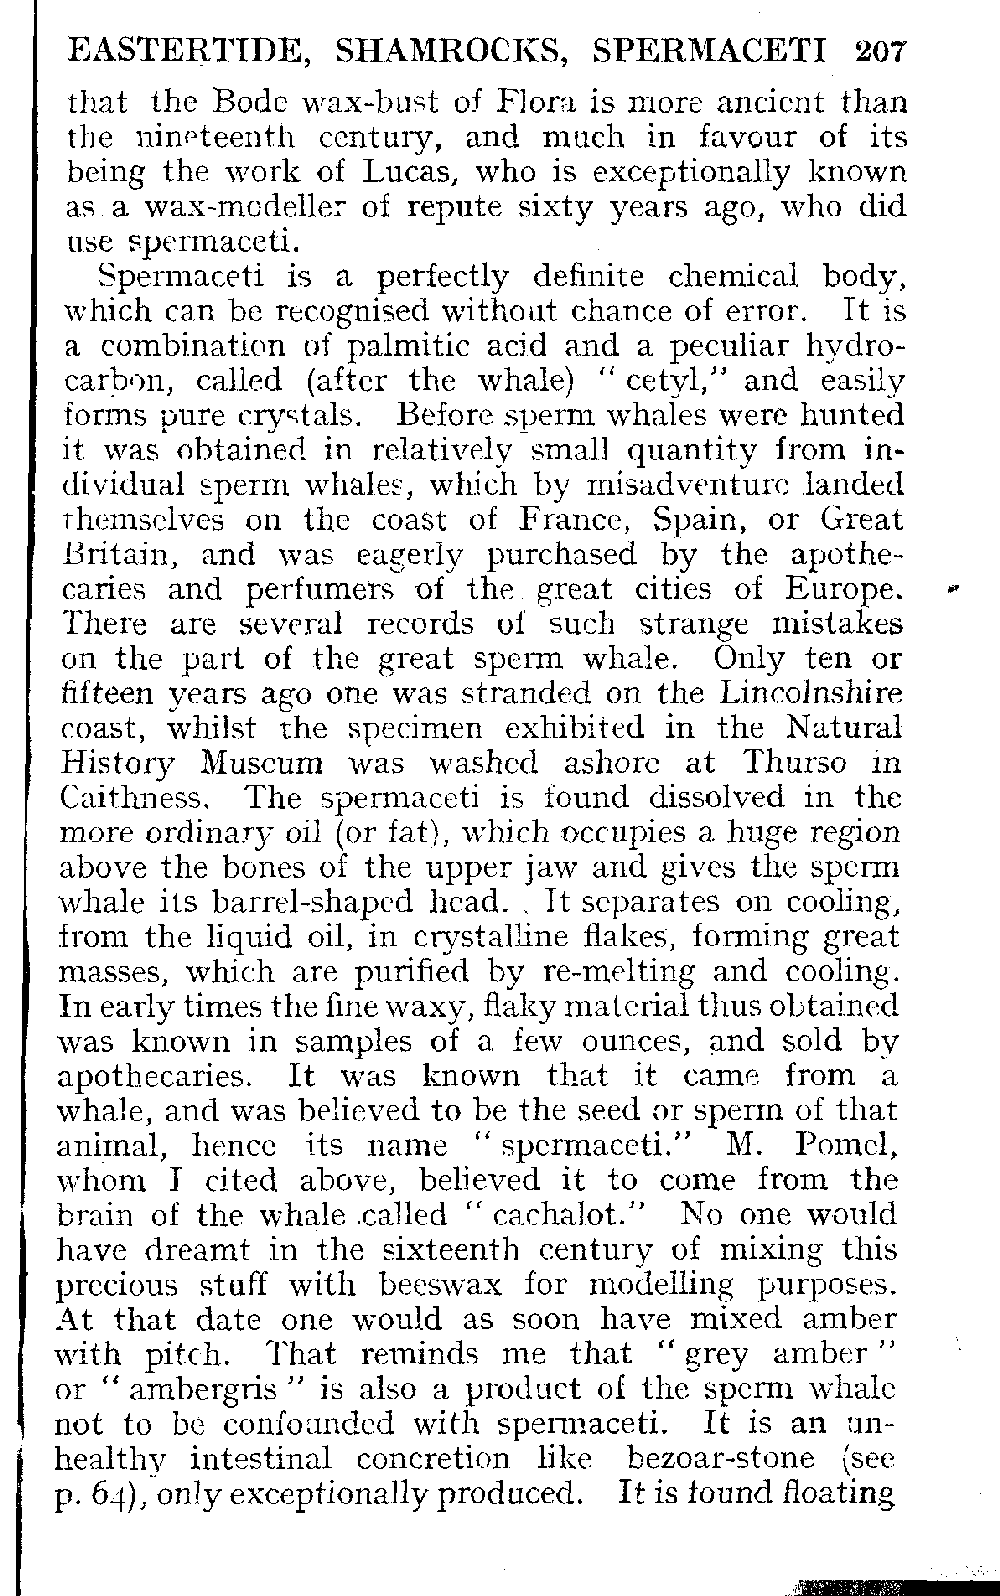 EASTERTIDE, SHAMROCKS, SPERMACETI 207
that the Bode wax-bust of Flora is more ancient than
the nineteenth century, and much in favour of its
being the work of Lucas, who is exceptionally known
as a wax-modeller of repute sixty years ago, who did
use spermaceti.
Spermaceti is a perfectly definite chemical body,
which can be recognised without chance of error. It is
a combination of palmitic acid and a peculiar hydro-
carbon, called (after the whale) “ cetyl,” and easily
forms pure crystals. Before sperm whales were hunted
it was obtained in relatively small quantity from in-
dividual sperm whales, which by misadventure landed
themselves on the coast of France, Spain, or Great
Britain, and was eagerly purchased by the apothe-
caries and perfumers of the great cities of Europe.
There are several records of such strange mistakes
on the part of the great sperm whale. Only ten or
fifteen years ago one was stranded on the Lincolnshire
coast, whilst the specimen exhibited in the Natural
History Museum was washed ashore at Thurso in
Caithness. The spermaceti is found dissolved in the
more ordinary oil (or fat), which occupies a huge region
above the bones of the upper jaw and gives the sperm
whale its barrel-shaped head. It separates on cooling,
from the liquid oil, in crystalline flakes, forming great
masses, which are purified by re-melting and cooling.
In early times the fine waxy, flaky material thus obtained
was known in samples of a few ounces, and sold by
apothecaries. It was known that it came from a
whale, and was believed to be the seed or sperm of that
animal, hence its name “ spermaceti.” M. Pomel,
whom I cited above, believed it to come from the
brain of the whale called “ cachalot.” No one would
have dreamt in the sixteenth century of mixing this
precious stuff with beeswax for modelling purposes.
At that date one would as soon have mixed amber
with pitch. That reminds me that “ grey amber ”
or “ ambergris ” is also a product of the sperm whale
not to be confounded with spermaceti. It is an un-
healthy intestinal concretion like bezoar-stone (see
p. 64), only exceptionally produced. It is found floating